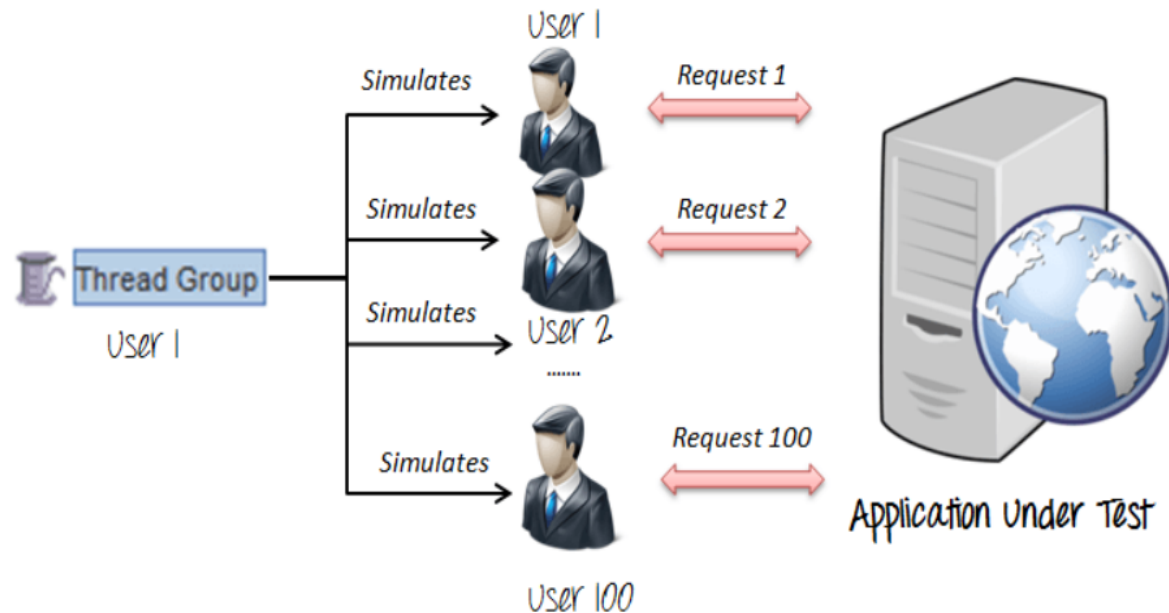 User 1
Simulates
Request 1
Simulates
Request 2
Thread Group
User 1
Simulates
User 2
.......
Simulates
Request 100
Application Under Test
User 100